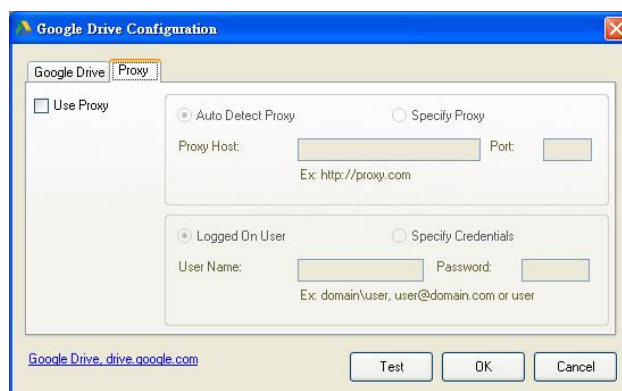 Google Drive Configuration
Google Drive
Proxy
Use Proxy
Auto Detect Proxy
Specify Proxy
Proxy Host:
Port:
Ex: http://proxy.com
Logged On User
Specify Credentials
User Name:
Password:
Ex: domain\user, user@domain.com or user
Google Drive, drive.google.com
Test
OK
Cancel